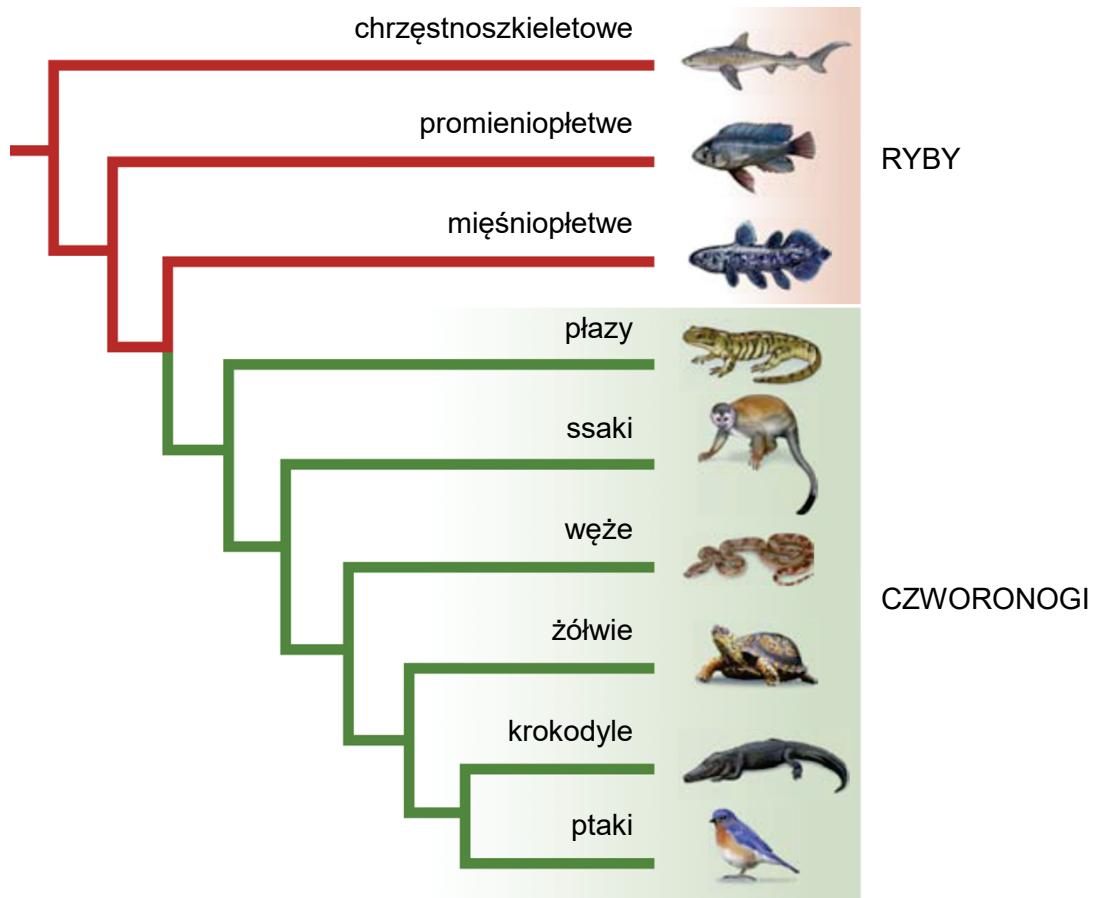 chrzęstnoszkieletowe
promieniopłetwe
RYBY
mięśniopłetwe
płazy
ssaki
węże
CZWORONOGI
żółwie
krokodyle
ptaki